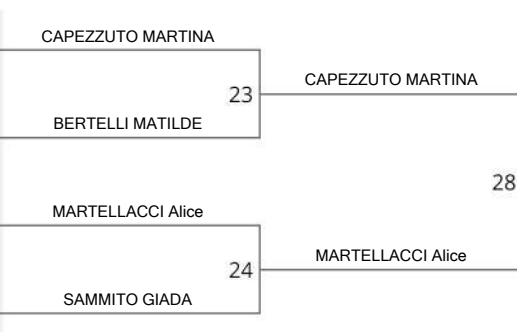 CAPEZZUTO MARTINA
23
CAPEZZUTO MARTINA
BERTELLI MATILDE
28
MARTELLACCI Alice
24
MARTELLACCI Alice
SAMMITO GIADA